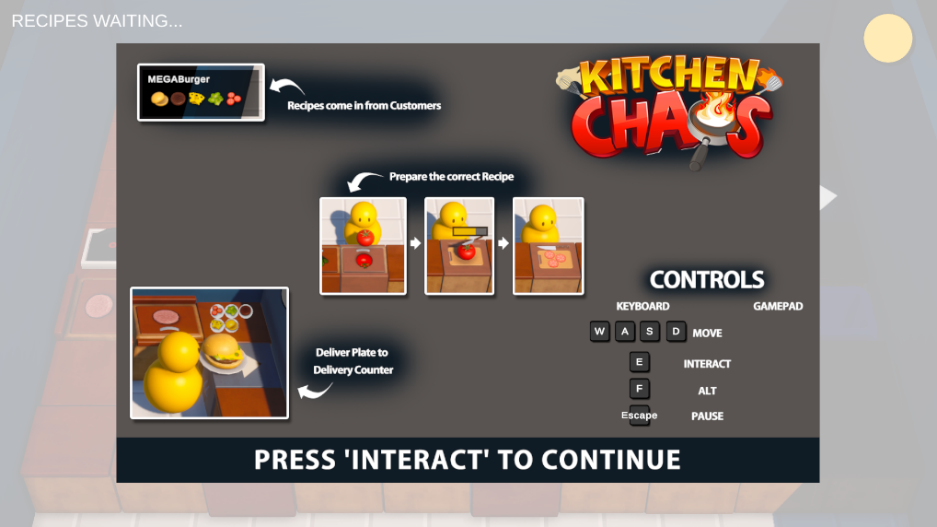 RECIPES WAITING...
MEGABurger
Recipes come in from Customers
KITCHEN
CHAOS
Prepare the correct Recipe
CONTROLS
KEYBOARD GAMEPAD
W A S D MOVE
E INTERACT
F ALT
Escape PAUSE
Deliver Plate to
Delivery Counter
PRESS 'INTERACT' TO CONTINUE